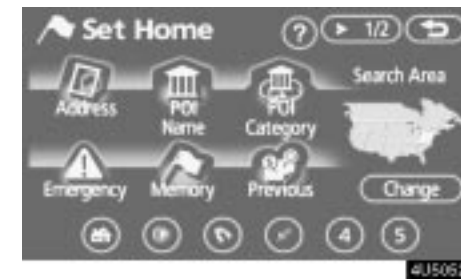 Set Home
? ► 1/2
Search Area
Address
POI Name
POI Category
Emergency
Memory
Previous
Change
4 5
4U5051